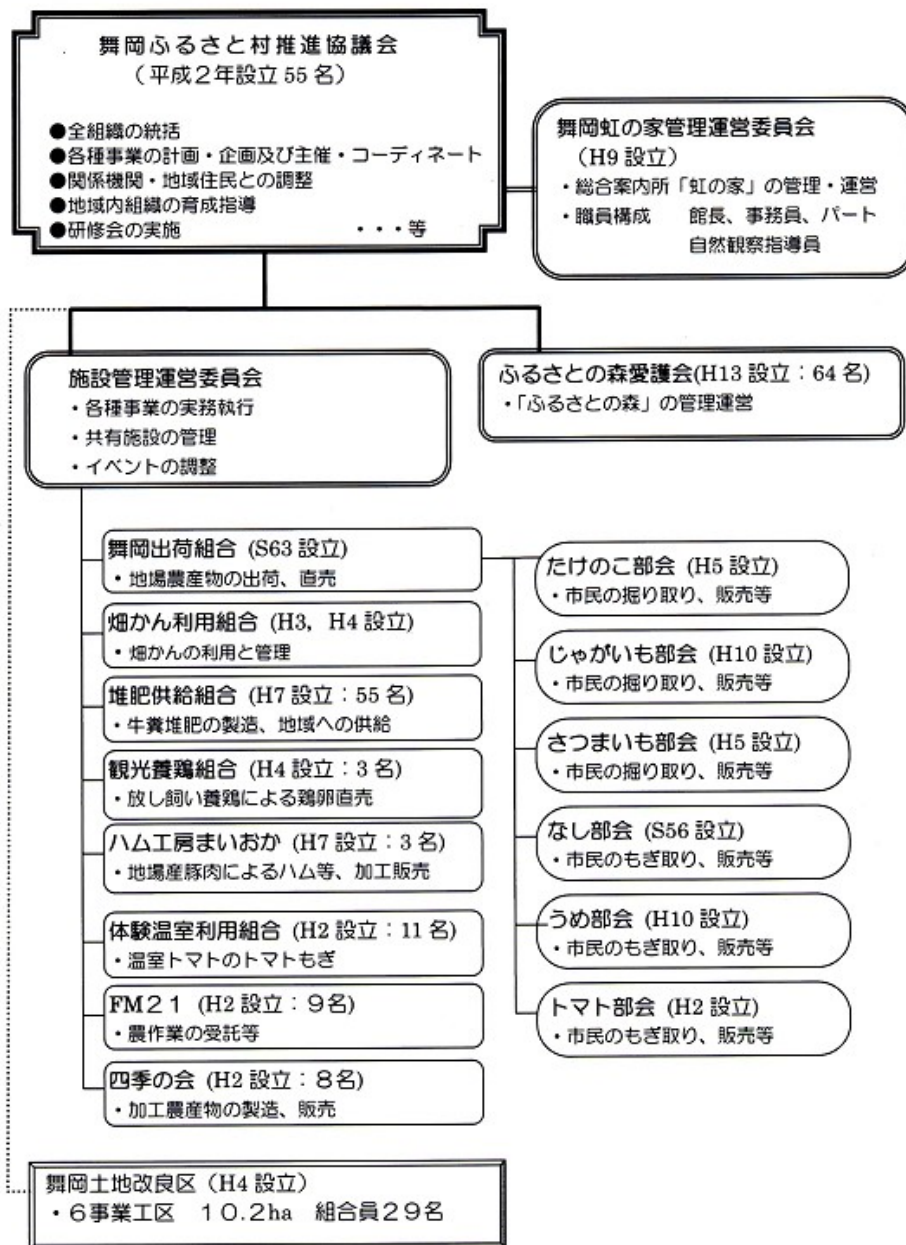 舞岡ふるさと村推進協議会
（平成２年設立 55 名）
●全組織の統括
●各種事業の計画・企画及び主催・コーディネート
●関係機関・地域住民との調整
●地域内組織の育成指導
●研修会の実施　・・・等
舞岡虹の家管理運営委員会
（H9 設立）
・総合案内所「虹の家」の管理・運営
・職員構成　館長、事務員、パート
自然観察指導員
施設管理運営委員会
・各種事業の実務執行
・共有施設の管理
・イベントの調整
ふるさとの森愛護会(H13 設立：64 名)
・「ふるさとの森」の管理運営
舞岡出荷組合 (S63 設立)
・地場農産物の出荷、直売
畑かん利用組合 (H3, H4 設立)
・畑かんの利用と管理
堆肥供給組合 (H7 設立：55 名)
・牛糞堆肥の製造、地域への供給
観光養鶏組合 (H4 設立：3 名)
・放し飼い養鶏による鶏卵直売
ハム工房まいおか (H7 設立：3 名)
・地場産豚肉によるハム等、加工販売
体験温室利用組合 (H2 設立：11 名)
・温室トマトのトマトもぎ
FM２１ (H2 設立：９名)
・農作業の受託等
四季の会 (H2 設立：８名)
・加工農産物の製造、販売
たけのこ部会 (H5 設立)
・市民の掘り取り、販売等
じゃがいも部会 (H10 設立)
・市民の掘り取り、販売等
さつまいも部会 (H5 設立)
・市民の掘り取り、販売等
なし部会 (S56 設立)
・市民のもぎ取り、販売等
うめ部会 (H10 設立)
・市民のもぎ取り、販売等
トマト部会 (H2 設立)
・市民のもぎ取り、販売等
舞岡土地改良区（H4 設立）
・６事業工区　１０.２ha　組合員２９名